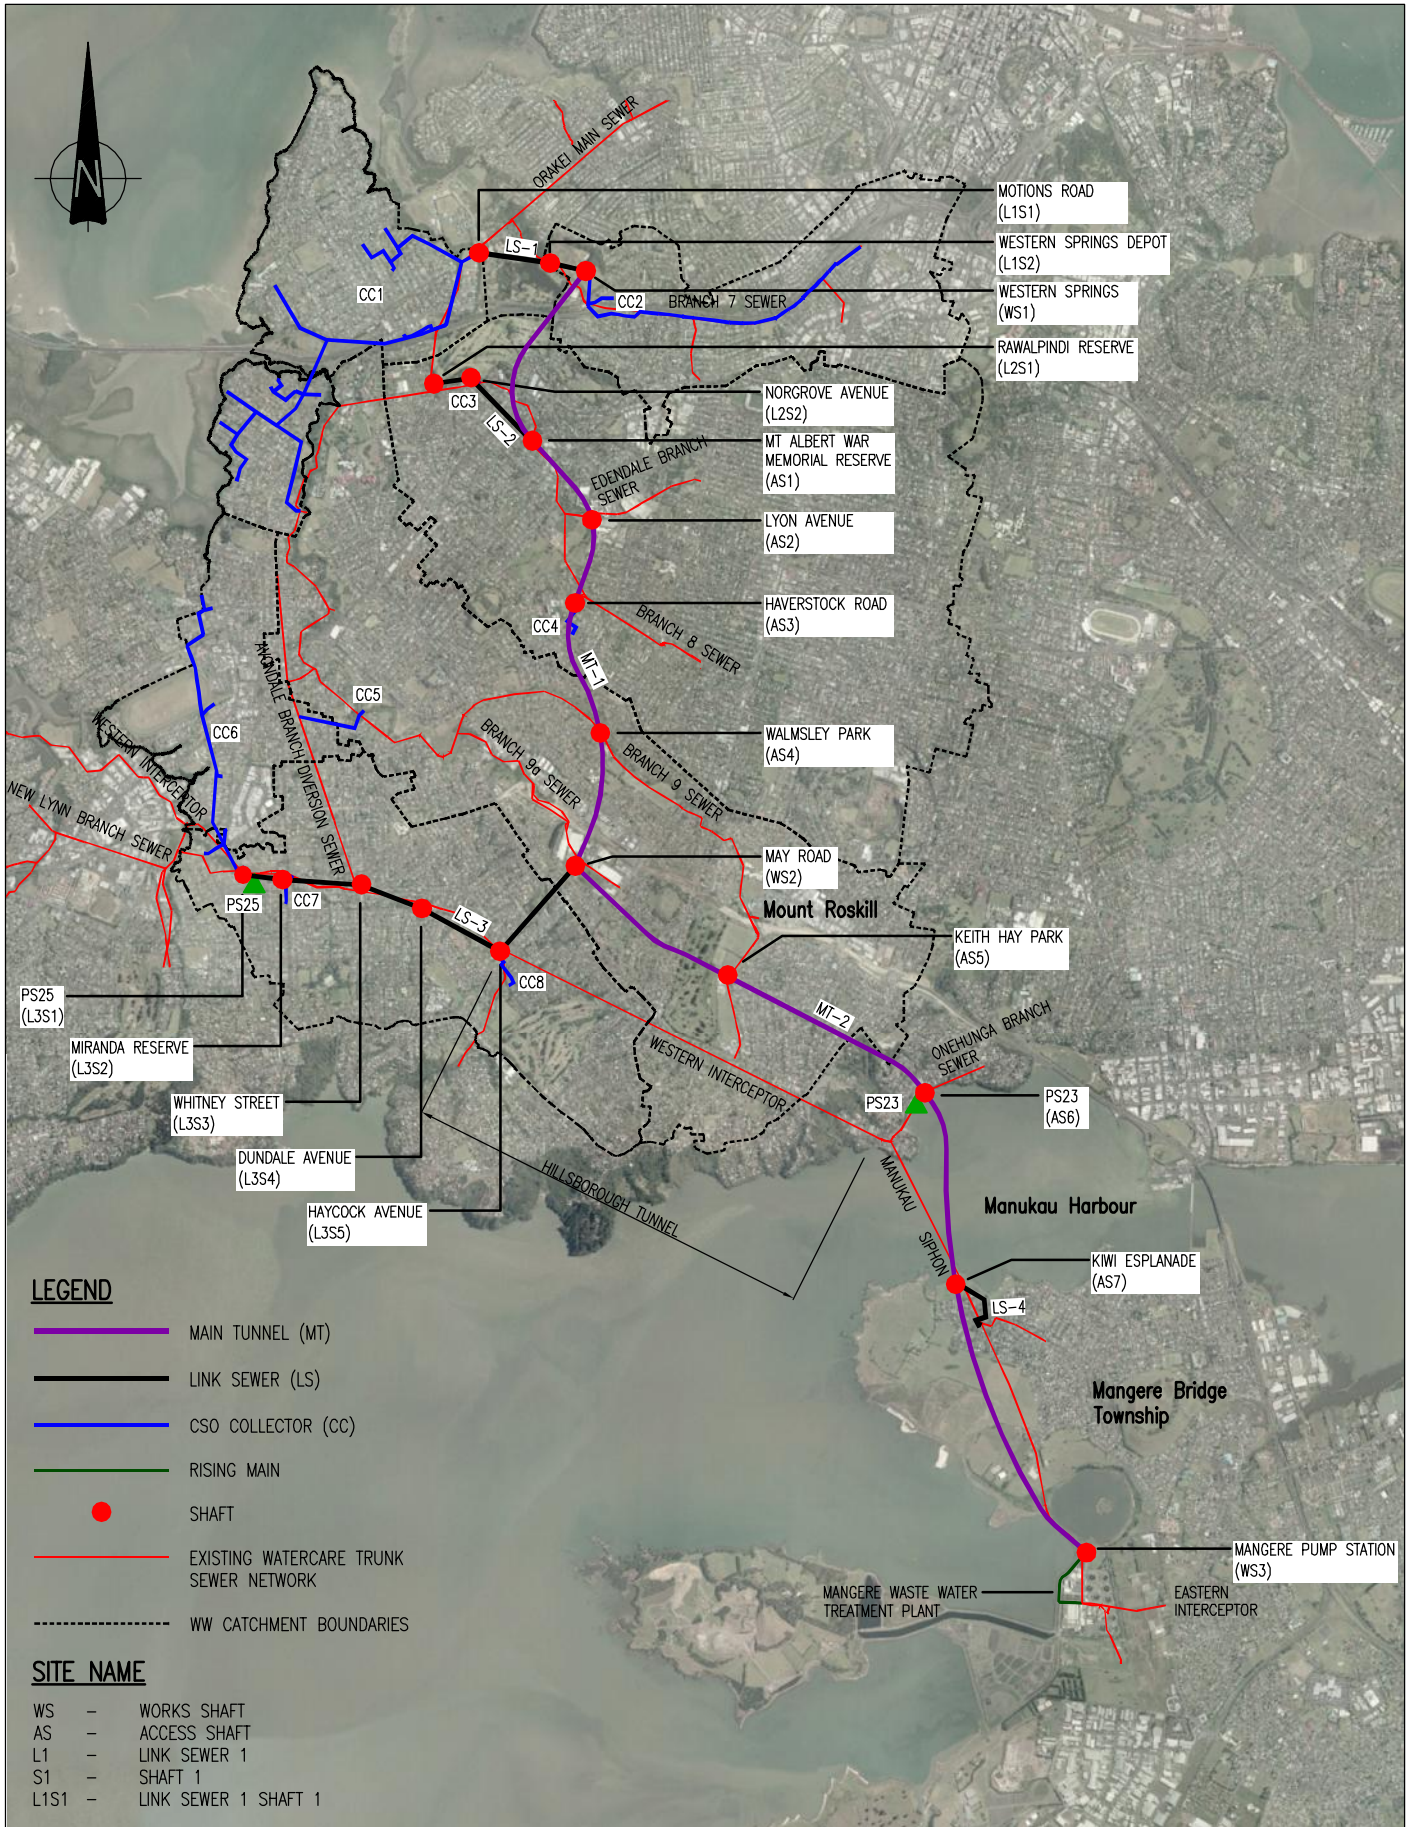 N
ORAKEI MAIN SEWER
MOTIONS ROAD
(L1S1)
LS-1
WESTERN SPRINGS DEPOT
(L1S2)
CC1
WESTERN SPRINGS
(WS1)
CC2
BRANCH 7 SEWER
RAWALPINDI RESERVE
(L2S1)
CC3
NORGROVE AVENUE
(L2S2)
LS-2
MT ALBERT WAR
MEMORIAL RESERVE
(AS1)
EDENDALE BRANCH
SEWER
LYON AVENUE
(AS2)
HAVERSTOCK ROAD
(AS3)
CC4
BRANCH 8 SEWER
MT-1
AVONDALE BRANCH DIVERSION SEWER
CC5
WESTERN INTERCEPTOR
CC6
BRANCH 9a SEWER
BRANCH 9 SEWER
WALMSLEY PARK
(AS4)
NEW LYNN BRANCH SEWER
MAY ROAD
(WS2)
PS25
CC7
LS-3
Mount Roskill
KEITH HAY PARK
(AS5)
CC8
PS25
(L3S1)
MT-2
MIRANDA RESERVE
(L3S2)
WESTERN INTERCEPTOR
ONEHUNGA BRANCH
SEWER
WHITNEY STREET
(L3S3)
PS23
PS23
(AS6)
DUNDALE AVENUE
(L3S4)
HILLSBOROUGH TUNNEL
MANUKAU SIPHON
HAYCOCK AVENUE
(L3S5)
Manukau Harbour
KIWI ESPLANADE
(AS7)
LS-4
Mangere Bridge
Township
MANGERE PUMP STATION
(WS3)
MANGERE WASTE WATER
TREATMENT PLANT
EASTERN
INTERCEPTOR
LEGEND
MAIN TUNNEL (MT)
LINK SEWER (LS)
CSO COLLECTOR (CC)
RISING MAIN
SHAFT
EXISTING WATERCARE TRUNK
SEWER NETWORK
WW CATCHMENT BOUNDARIES
SITE NAME
WS – WORKS SHAFT
AS – ACCESS SHAFT
L1 – LINK SEWER 1
S1 – SHAFT 1
L1S1 – LINK SEWER 1 SHAFT 1